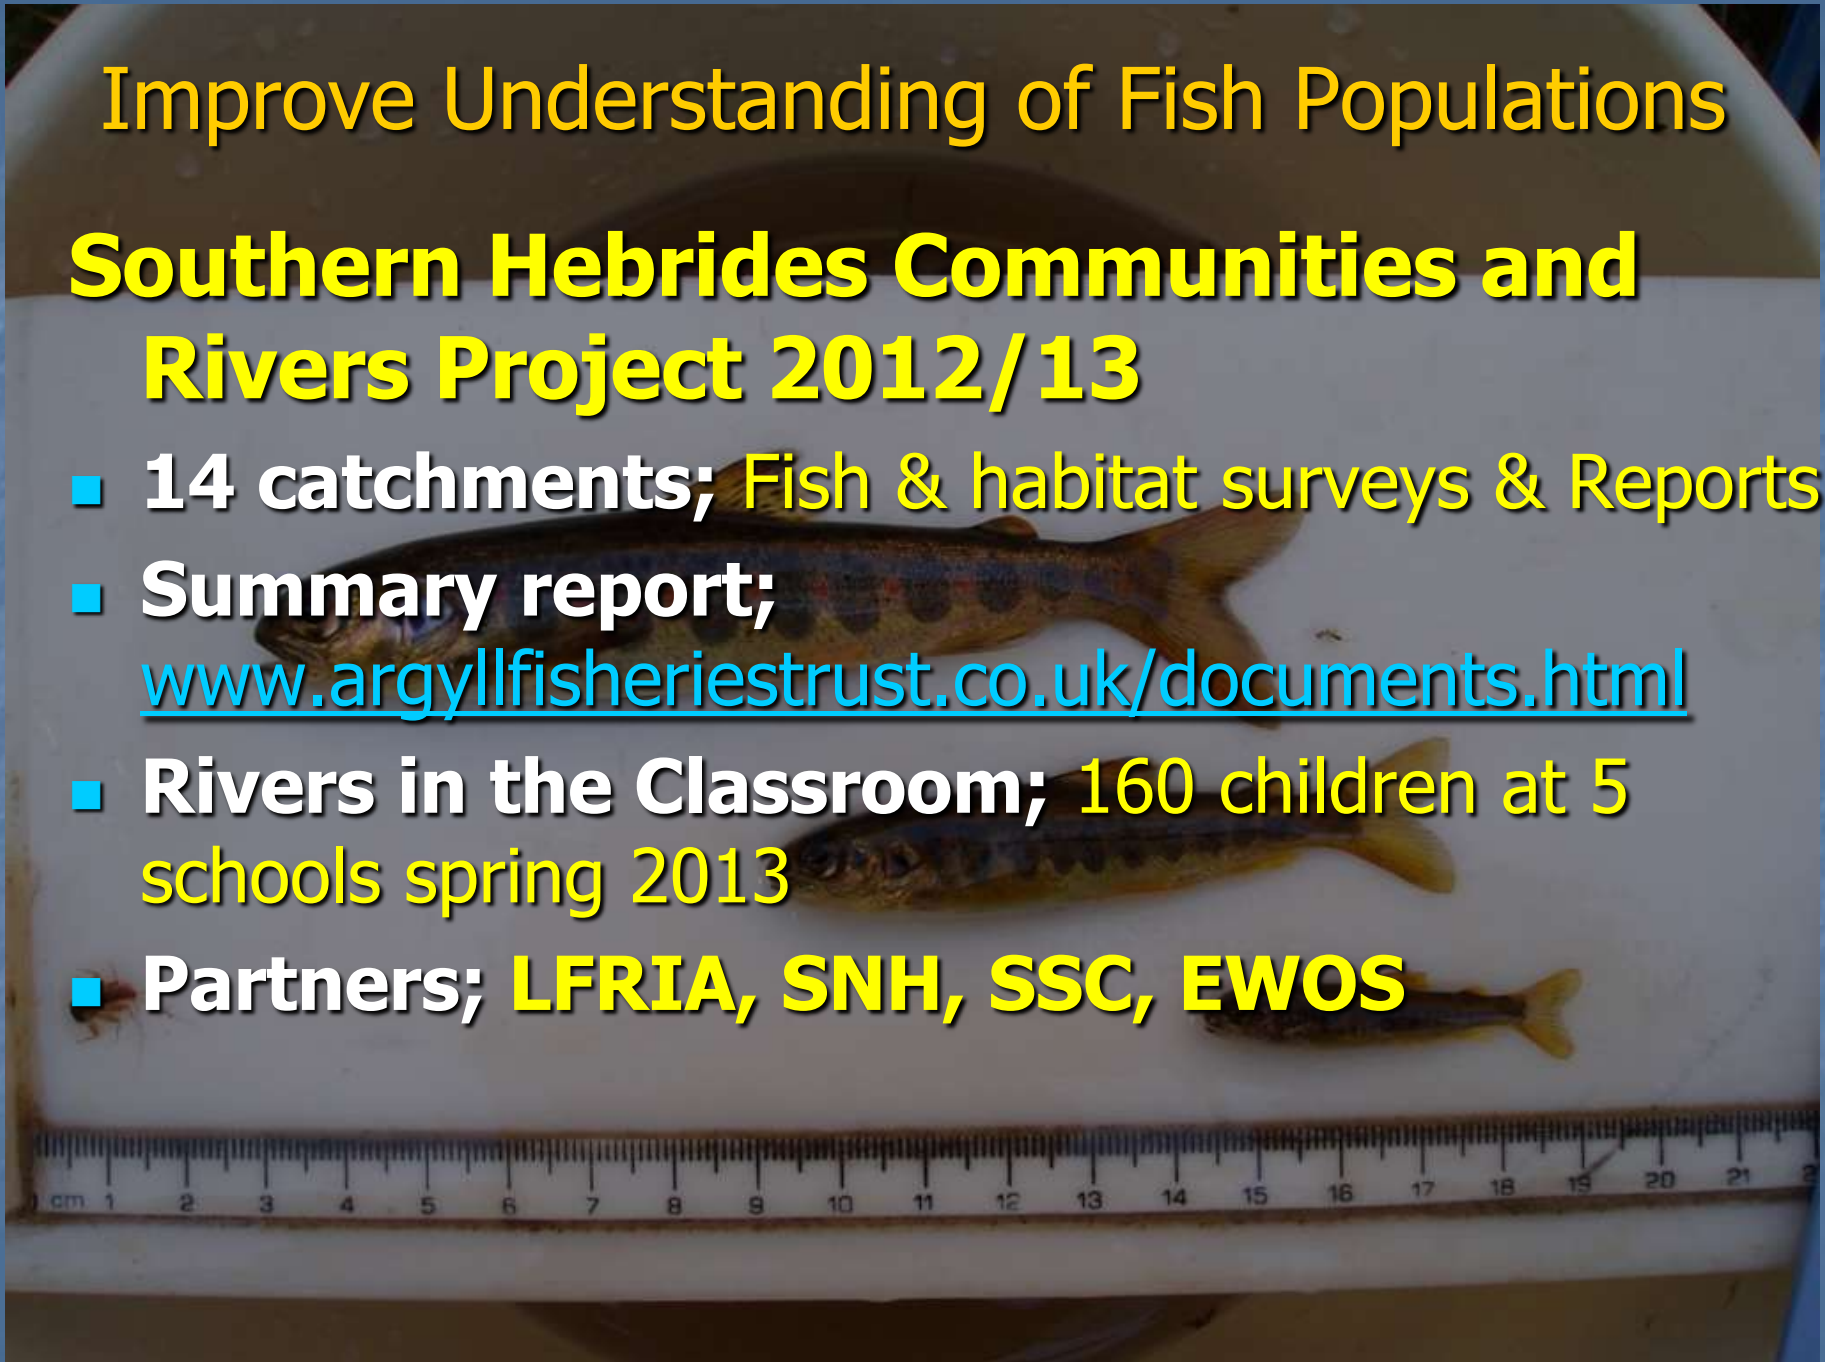 Improve Understanding of Fish Populations
Southern Hebrides Communities and
Rivers Project 2012/13
14 catchments; Fish & habitat surveys & Reports
Summary report;
www.argyllfisheriestrust.co.uk/documents.html
Rivers in the Classroom; 160 children at 5
schools spring 2013
Partners; LFRIA, SNH, SSC, EWOS
cm 1 2 3 4 5 6 7 8 9 10 11 12 13 14 15 16 17 18 19 20 21